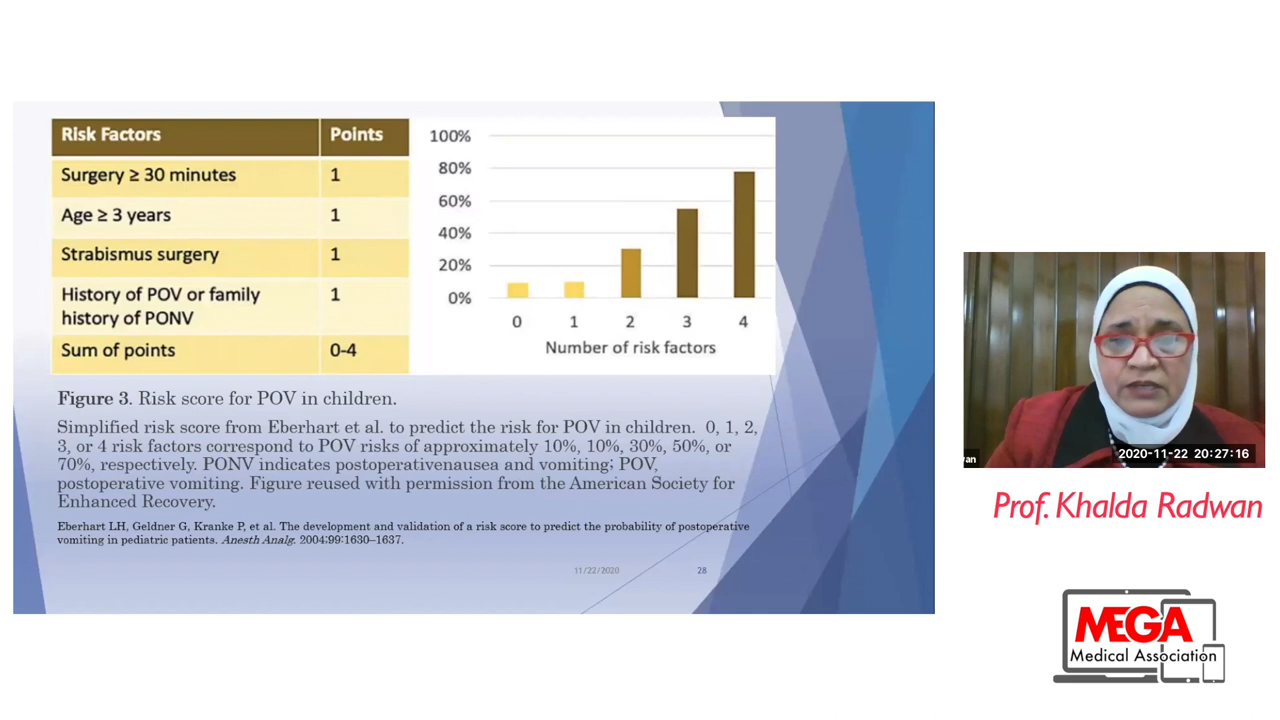 Risk Factors Points
Surgery ≥ 30 minutes 1
Age ≥ 3 years 1
Strabismus surgery 1
History of POV or family 1
history of PONV
Sum of points 0-4
100%
80%
60%
40%
20%
0%
0 1 2 3 4
Number of risk factors
Figure 3. Risk score for POV in children.
Simplified risk score from Eberhart et al. to predict the risk for POV in children. 0, 1, 2,
3, or 4 risk factors correspond to POV risks of approximately 10%, 10%, 30%, 50%, or
70%, respectively. PONV indicates postoperativenausea and vomiting; POV,
postoperative vomiting. Figure reused with permission from the American Society for
Enhanced Recovery.
Eberhart LH, Geldner G, Kranke P, et al. The development and validation of a risk score to predict the probability of postoperative
vomiting in pediatric patients. Anesth Analg. 2004;99:1630–1637.
11/22/2020 28
2020-11-22 20:27:16
Prof. Khalda Radwan
MEGA
Medical Association